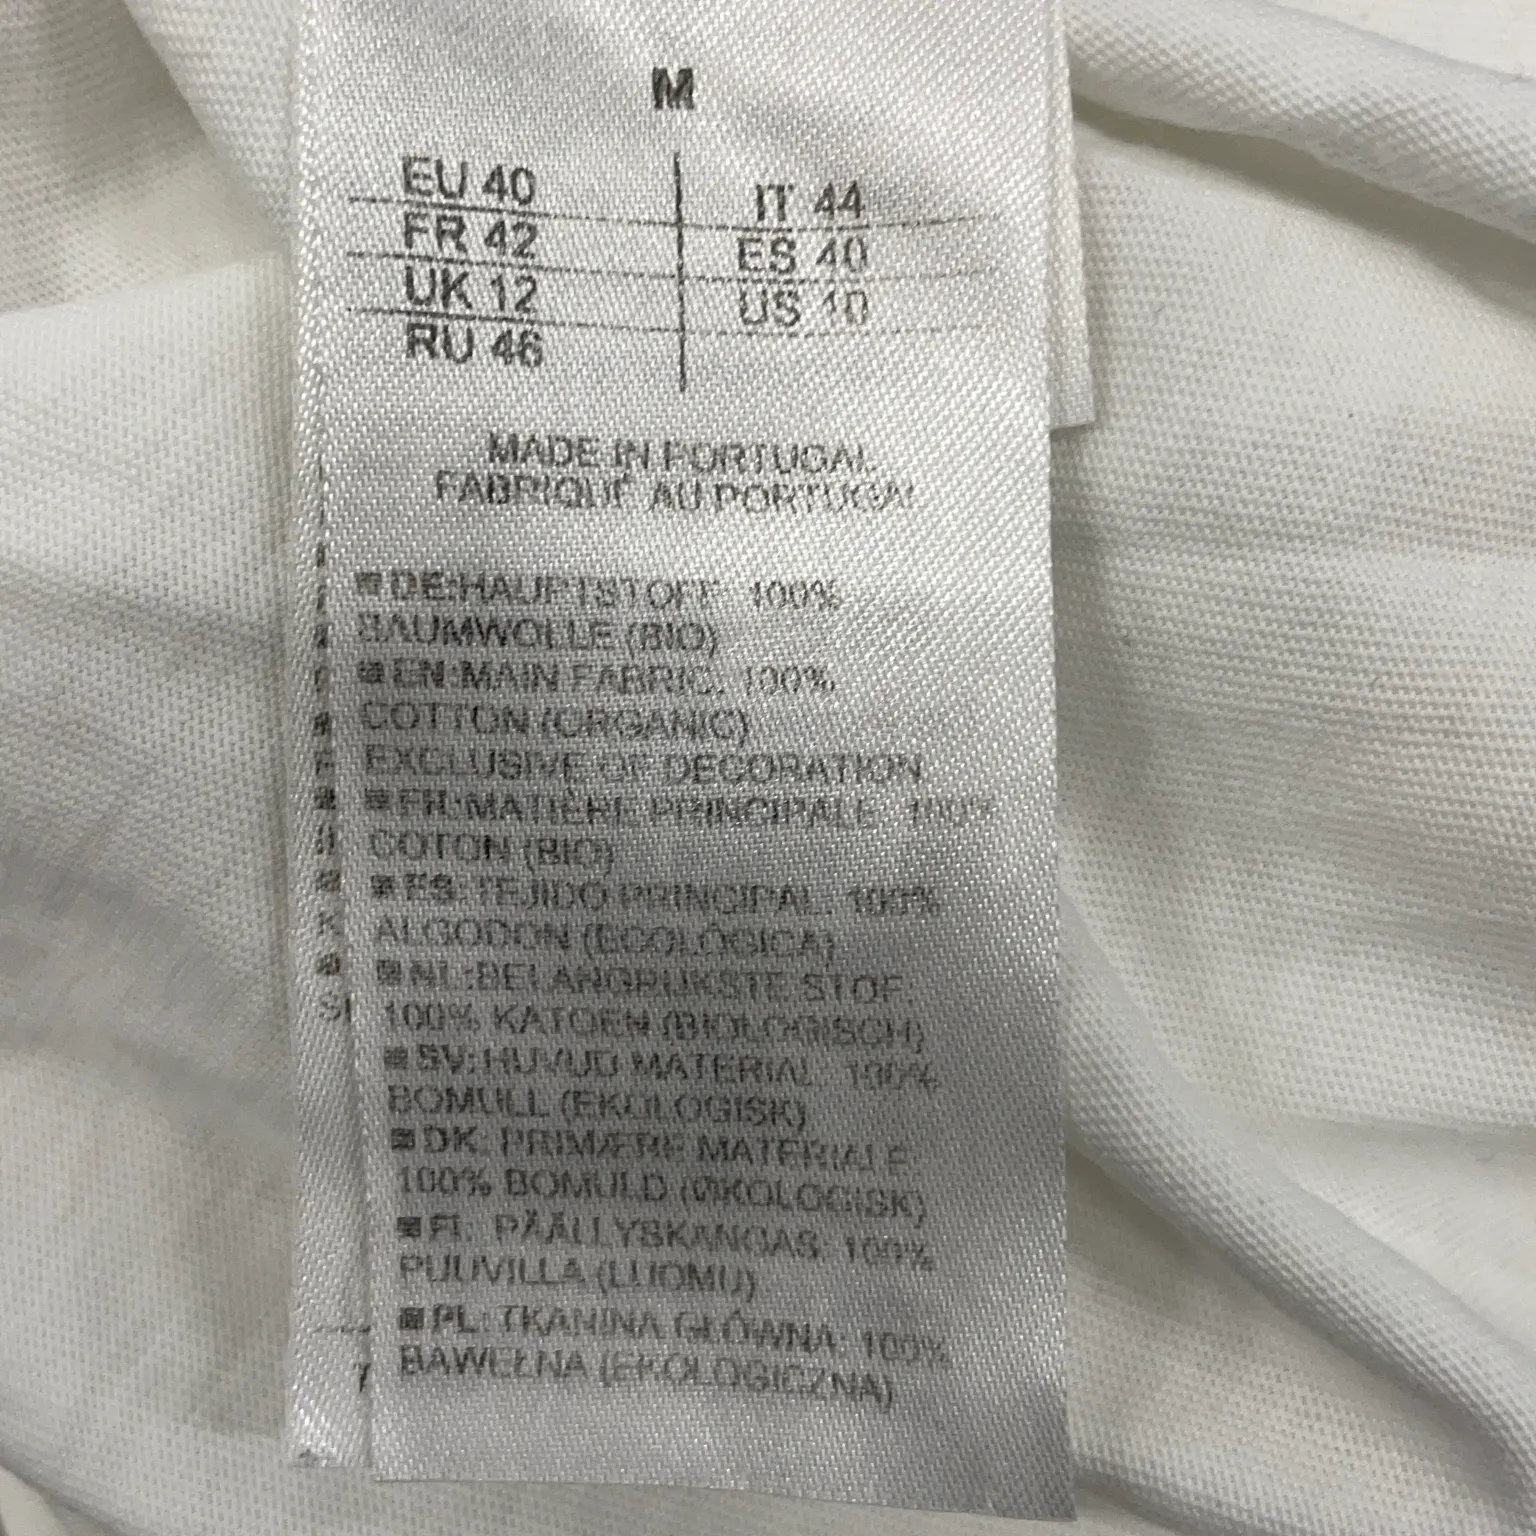 M
EU 40 IT 44
FR 42 ES 40
UK 12 US 10
RU 46
MADE IN PORTUGAL
FABRIQUÉ AU PORTUGAL
DE:HAUPTSTOFF: 100%
BAUMWOLLE (BIO)
EN:MAIN FABRIC: 100%
COTTON (ORGANIC)
EXCLUSIVE OF DECORATION
FR:MATIÈRE PRINCIPALE: 100%
COTON (BIO)
ES:TEJIDO PRINCIPAL: 100%
ALGODON (ECOLÓGICA)
NL:BELANGRIJKSTE STOF:
100% KATOEN (BIOLOGISCH)
SV:HUVUD MATERIAL: 100%
BOMULL (EKOLOGISK)
DK: PRIMÆRE MATERIALE:
100% BOMULD (ØKOLOGISK)
FI: PÄÄLLYSKANGAS: 100%
PUUVILLA (LUOMU)
PL: TKANINA GŁÓWNA: 100%
BAWEŁNA (EKOLOGICZNA)